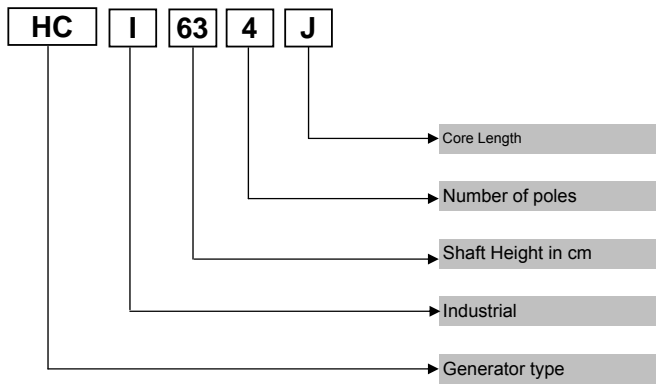 HC I 63 4 J
Core Length
Number of poles
Shaft Height in cm
Industrial
Generator type